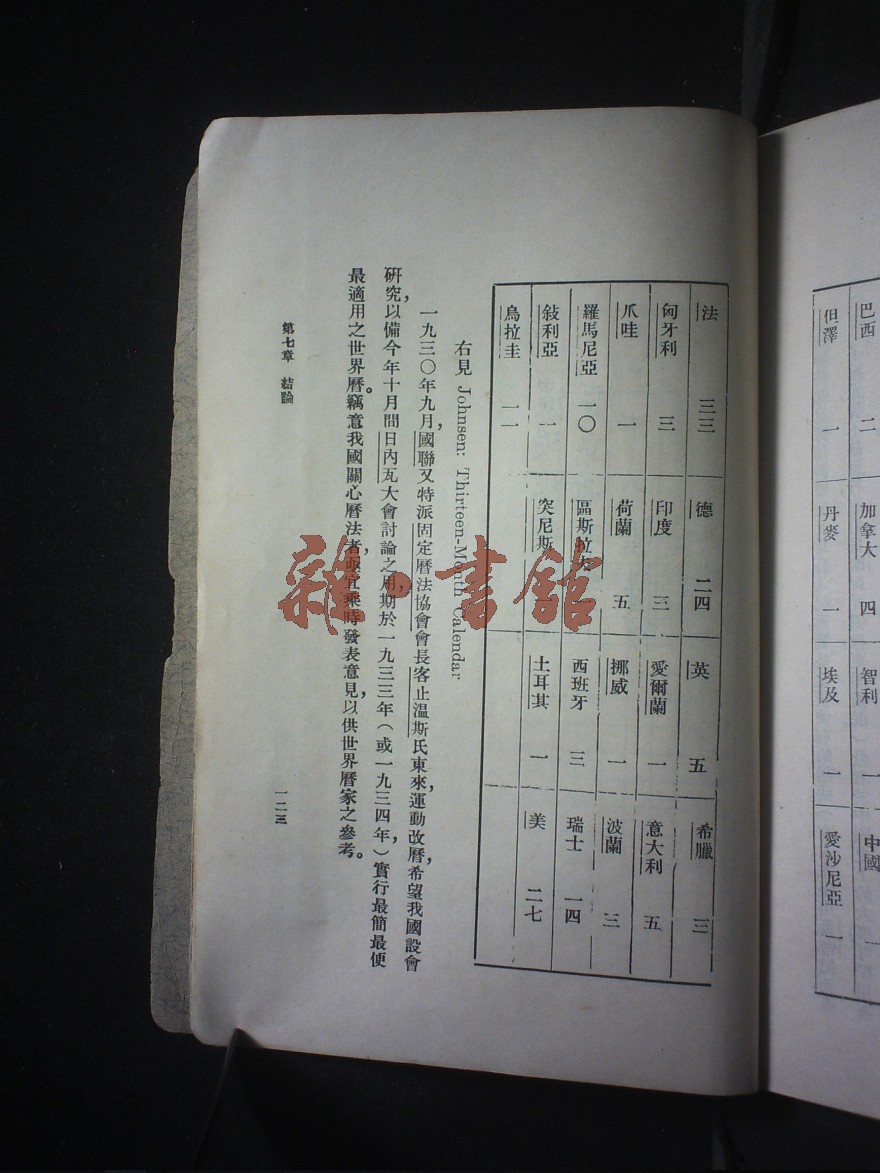 巴西 二 加拿大 四 智利 一 中國 一
但澤 一 丹麥 一 埃及 一 愛沙尼亞 一
法 三三 德 二四 英 五 希臘 三
匈牙利 三 印度 三 愛爾蘭 一 意大利 五
爪哇 一 荷蘭 五 挪威 一 波蘭 三
羅馬尼亞 一〇 區斯拉夫 西班牙 三 瑞士 一四
敍利亞 一 突尼斯 土耳其 一 美 二七
烏拉圭 一一
右見 Johnsen: Thirteen-Month Calendar
一九三〇年九月,國聯又特派固定曆法協會會長客止温斯氏東來,運動改曆,希望我國設會
研究,以備今年十月間日內瓦大會討論之用,期於一九三三年(或一九三四年,)實行最簡最便
最適用之世界曆。竊意我國關心曆法者,亟宜乘時發表意見,以供世界曆家之參考。
第七章 結論
一二三
雜·書館